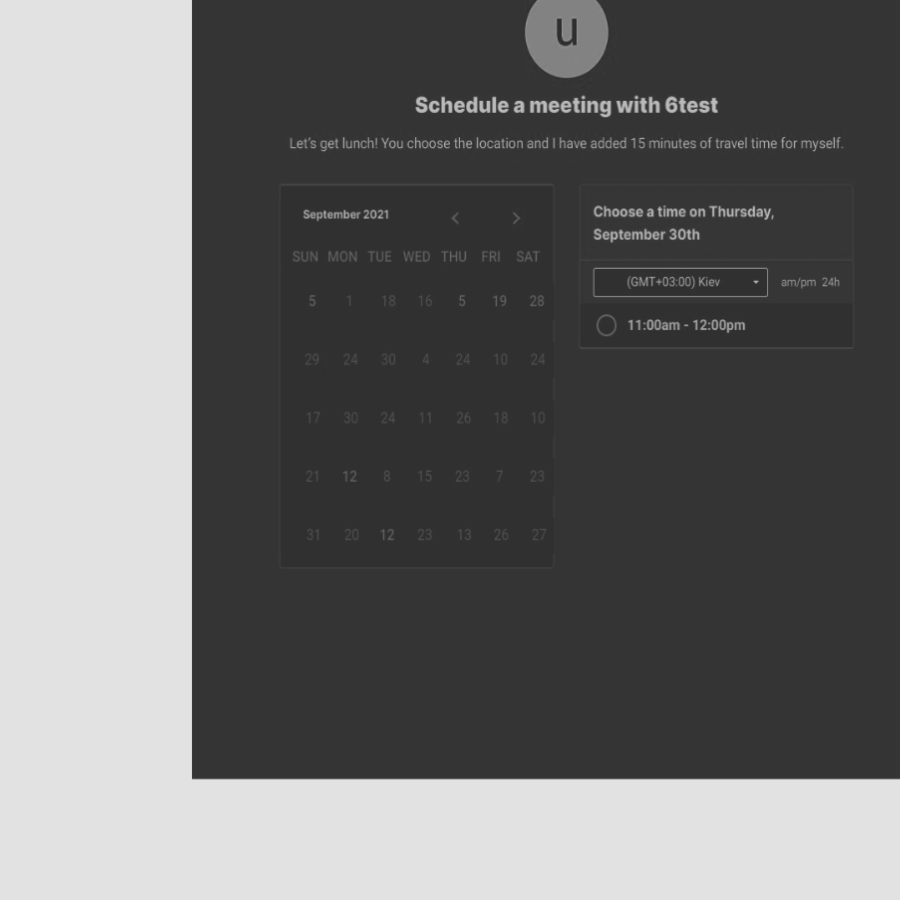 u
Schedule a meeting with 6test
Let's get lunch! You choose the location and I have added 15 minutes of travel time for myself.
September 2021
SUN MON TUE WED THU FRI SAT
5 1 18 16 5 19 28
29 24 30 4 24 10 24
17 30 24 11 26 18 10
21 12 8 15 23 7 23
31 20 12 23 13 26 27
Choose a time on Thursday,
September 30th
(GMT+03:00) Kiev am/pm 24h
11:00am - 12:00pm